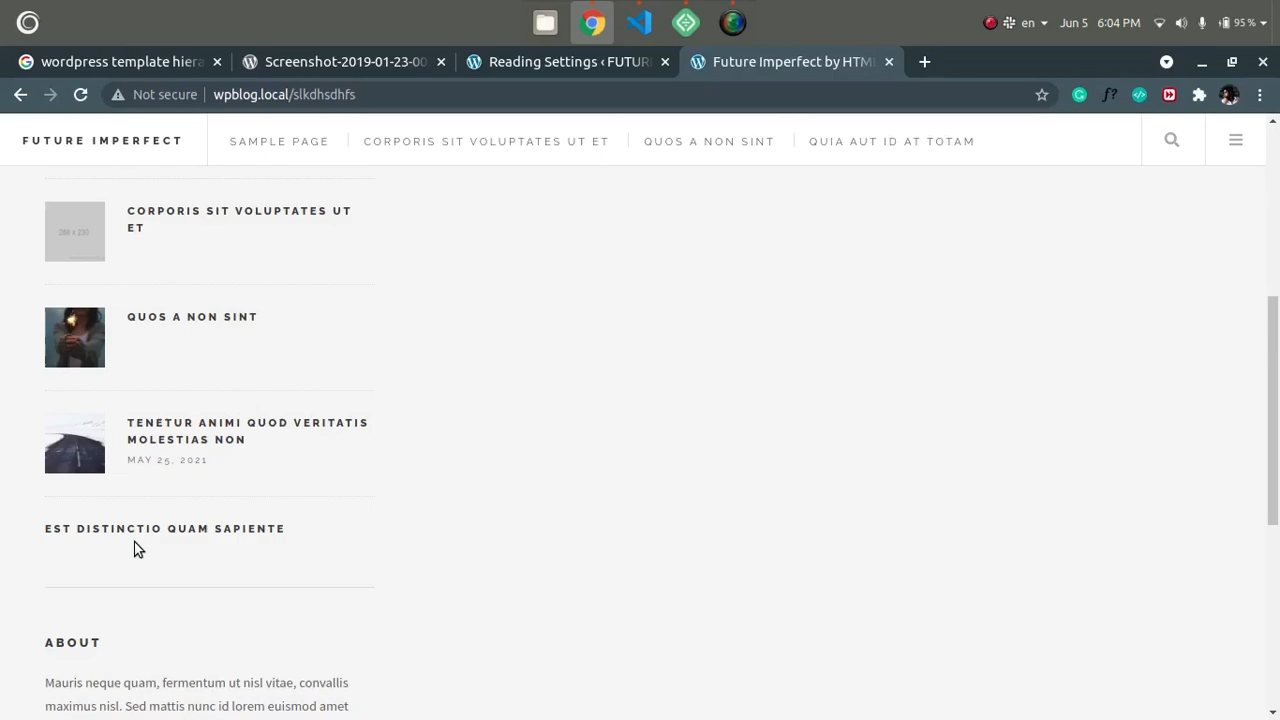 en Jun 5 6:04 PM 95%
wordpress template hiera Screenshot-2019-01-23-00 Reading Settings ‹ FUTUR Future Imperfect by HTM
Not secure wpblog.local/slkdhsdhfs
FUTURE IMPERFECT SAMPLE PAGE CORPORIS SIT VOLUPTATES UT ET QUOS A NON SINT QUIA AUT ID AT TOTAM
CORPORIS SIT VOLUPTATES UT
ET
QUOS A NON SINT
TENETUR ANIMI QUOD VERITATIS
MOLESTIAS NON
MAY 25, 2021
EST DISTINCTIO QUAM SAPIENTE
ABOUT
Mauris neque quam, fermentum ut nisl vitae, convallis
maximus nisl. Sed mattis nunc id lorem euismod amet